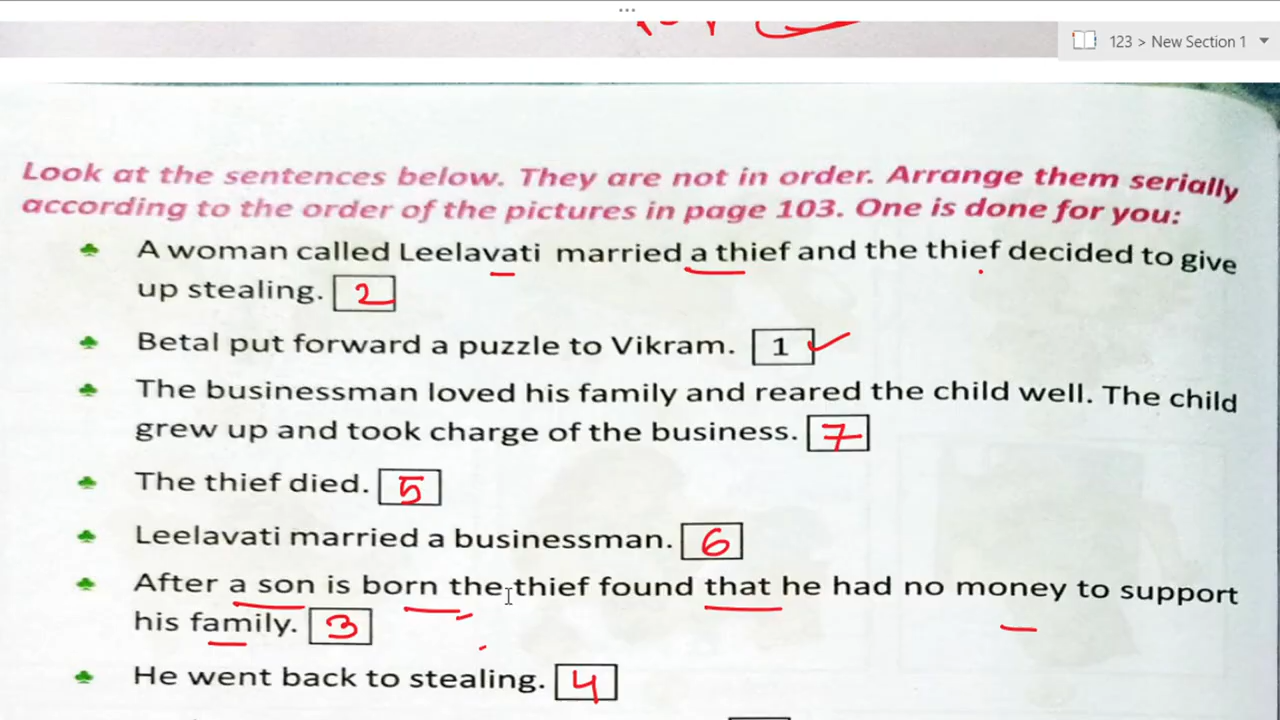 ...
123 > New Section 1
Look at the sentences below. They are not in order. Arrange them serially
according to the order of the pictures in page 103. One is done for you:
A woman called Leelavati married a thief and the thief decided to give
up stealing. 2
Betal put forward a puzzle to Vikram. 1
The businessman loved his family and reared the child well. The child
grew up and took charge of the business. 7
The thief died. 5
Leelavati married a businessman. 6
After a son is born the thief found that he had no money to support
his family. 3
He went back to stealing. 4